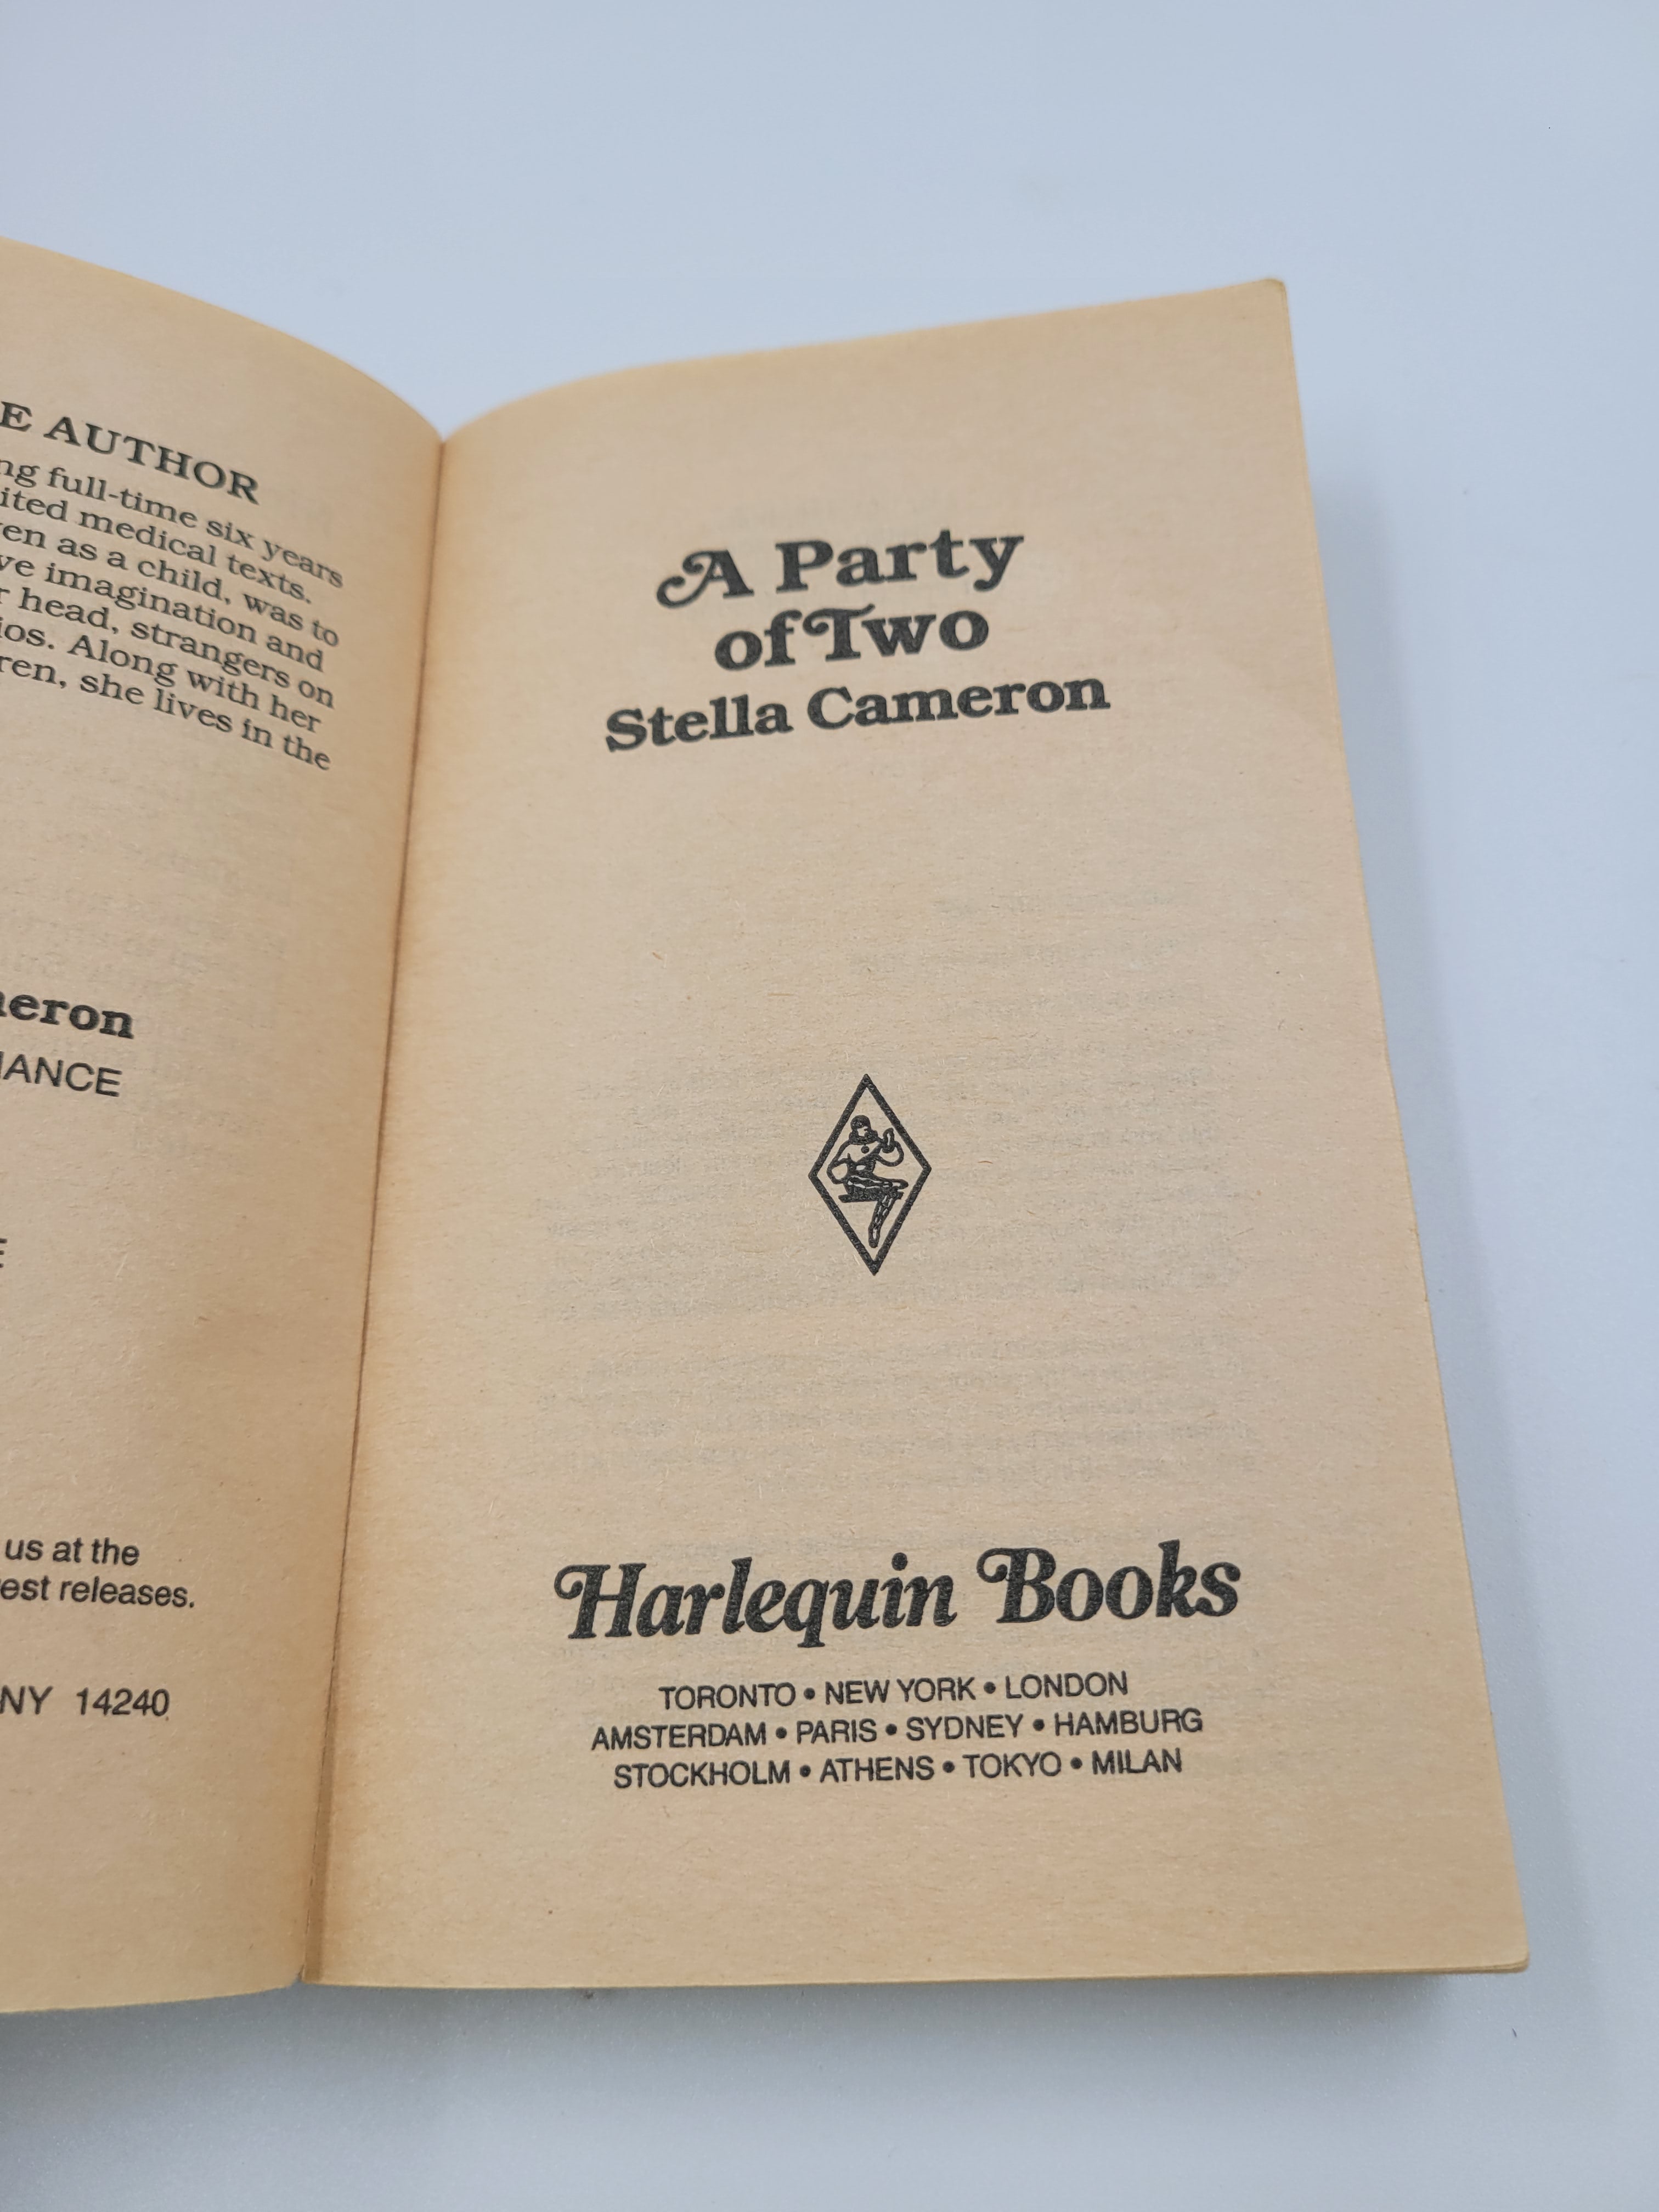 E AUTHOR
ng full-time six years
ited medical texts.
en as a child, was to
ve imagination and
r head, strangers on
ios. Along with her
ren, she lives in the
eron
ANCE
E
us at the
est releases.
NY 14240
A Party
of Two
Stella Cameron
Harlequin Books
TORONTO • NEW YORK • LONDON
AMSTERDAM • PARIS • SYDNEY • HAMBURG
STOCKHOLM • ATHENS • TOKYO • MILAN